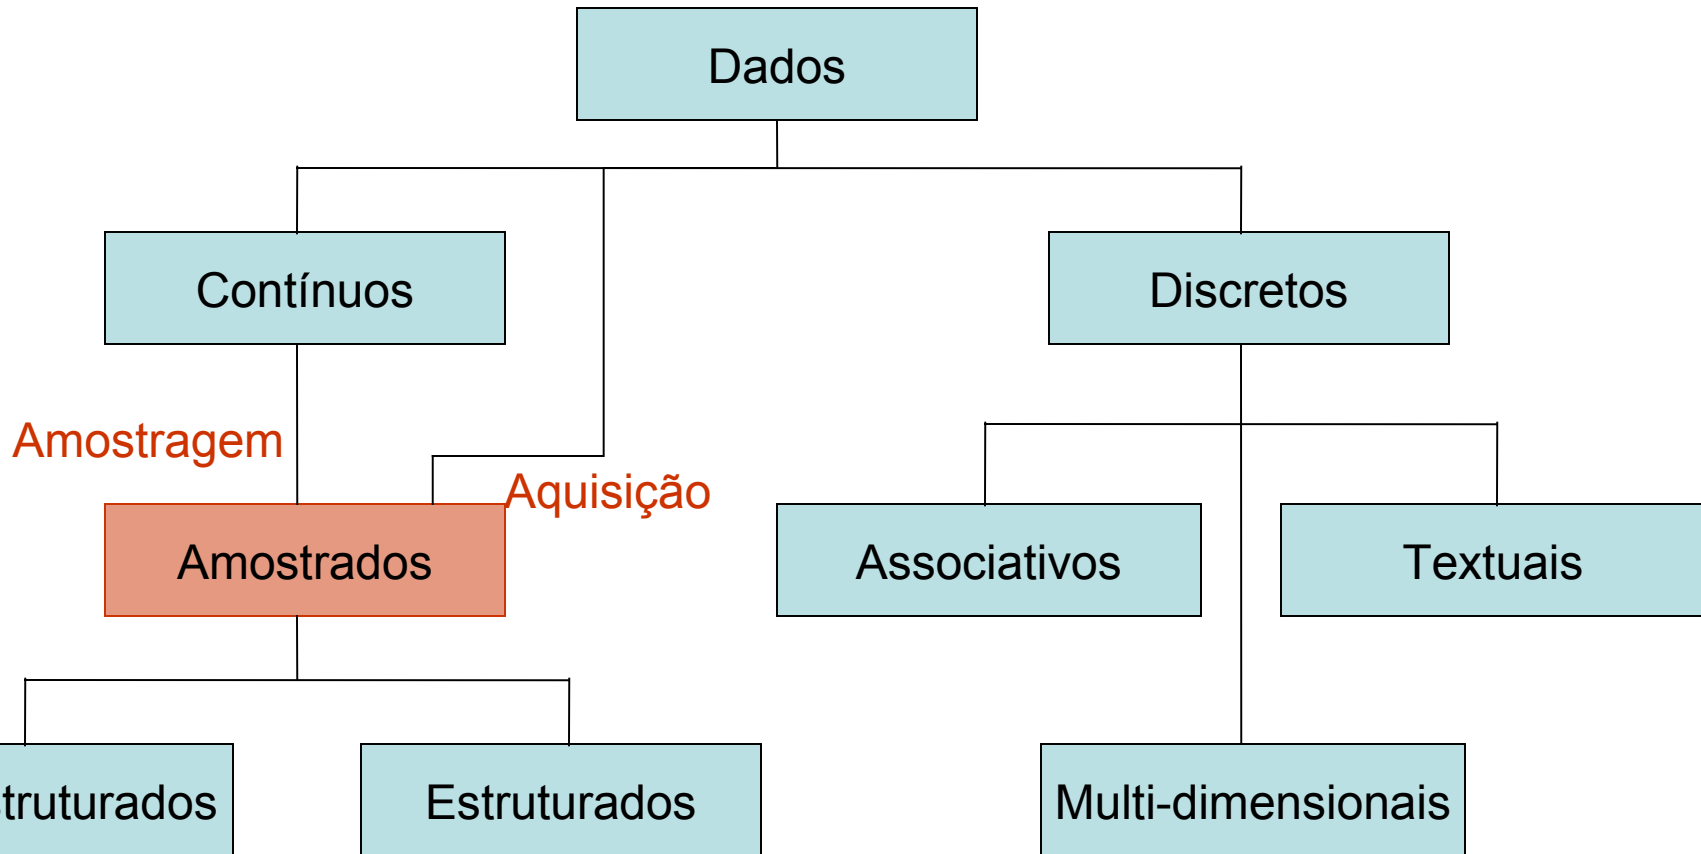 Dados
Contínuos
Discretos
Amostragem
Aquisição
Amostrados
Associativos
Textuais
truturados
Estruturados
Multi-dimensionais